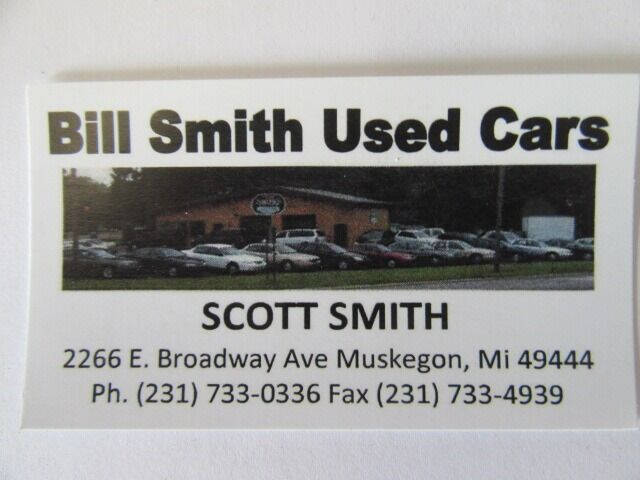 Bill Smith Used Cars
SCOTT SMITH
2266 E. Broadway Ave Muskegon, Mi 49444
Ph. (231) 733-0336 Fax (231) 733-4939